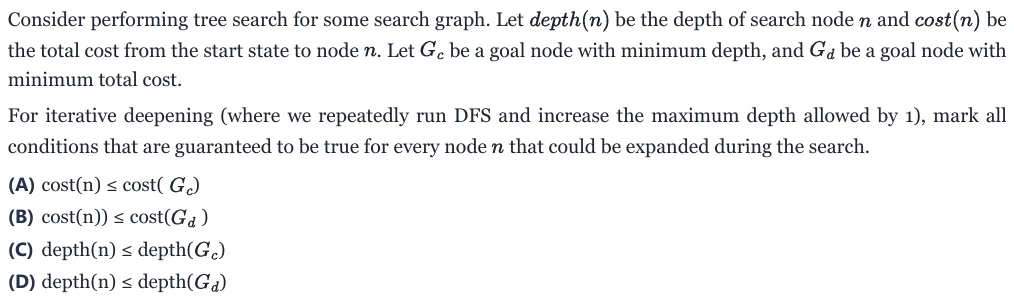 Consider performing tree search for some search graph. Let depth(n) be the depth of search node n and cost(n) be
the total cost from the start state to node n. Let G_c be a goal node with minimum depth, and G_d be a goal node with
minimum total cost.
For iterative deepening (where we repeatedly run DFS and increase the maximum depth allowed by 1), mark all
conditions that are guaranteed to be true for every node n that could be expanded during the search.
(A) cost(n) ≤ cost( G_c)
(B) cost(n)) ≤ cost(G_d )
(C) depth(n) ≤ depth(G_c)
(D) depth(n) ≤ depth(G_d)